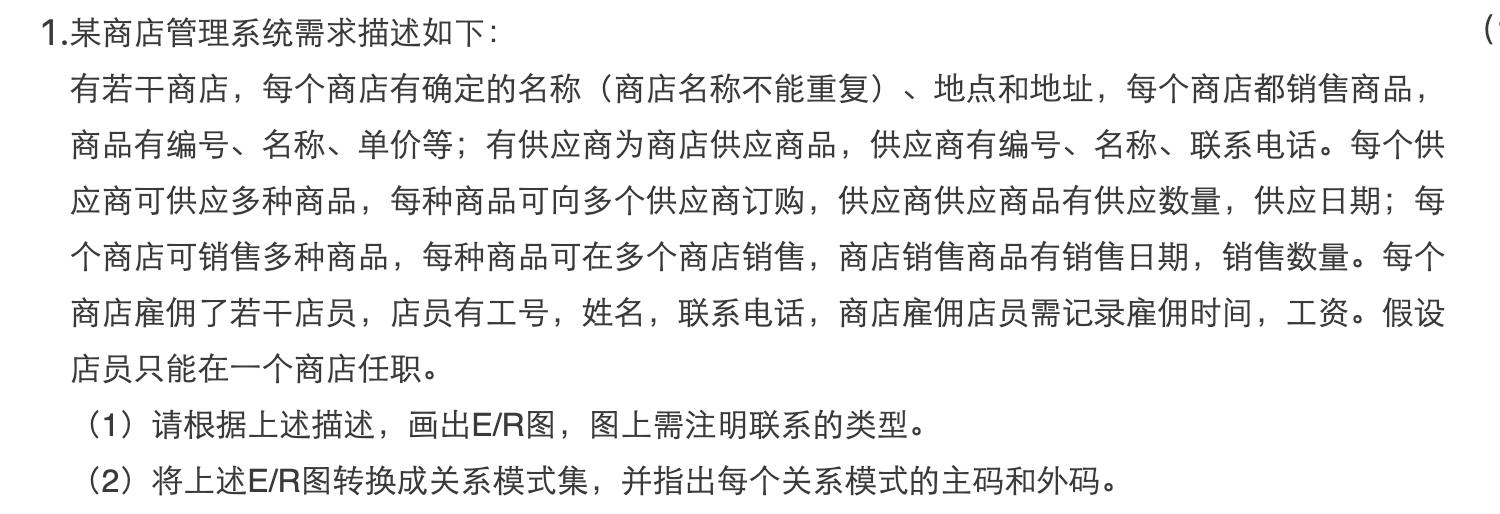 1.某商店管理系统需求描述如下：
有若干商店，每个商店有确定的名称（商店名称不能重复）、地点和地址，每个商店都销售商品，
商品有编号、名称、单价等；有供应商为商店供应商品，供应商有编号、名称、联系电话。每个供
应商可供应多种商品，每种商品可向多个供应商订购，供应商供应商品有供应数量，供应日期；每
个商店可销售多种商品，每种商品可在多个商店销售，商店销售商品有销售日期，销售数量。每个
商店雇佣了若干店员，店员有工号，姓名，联系电话，商店雇佣店员需记录雇佣时间，工资。假设
店员只能在一个商店任职。
（1）请根据上述描述，画出E/R图，图上需注明联系的类型。
（2）将上述E/R图转换成关系模式集，并指出每个关系模式的主码和外码。